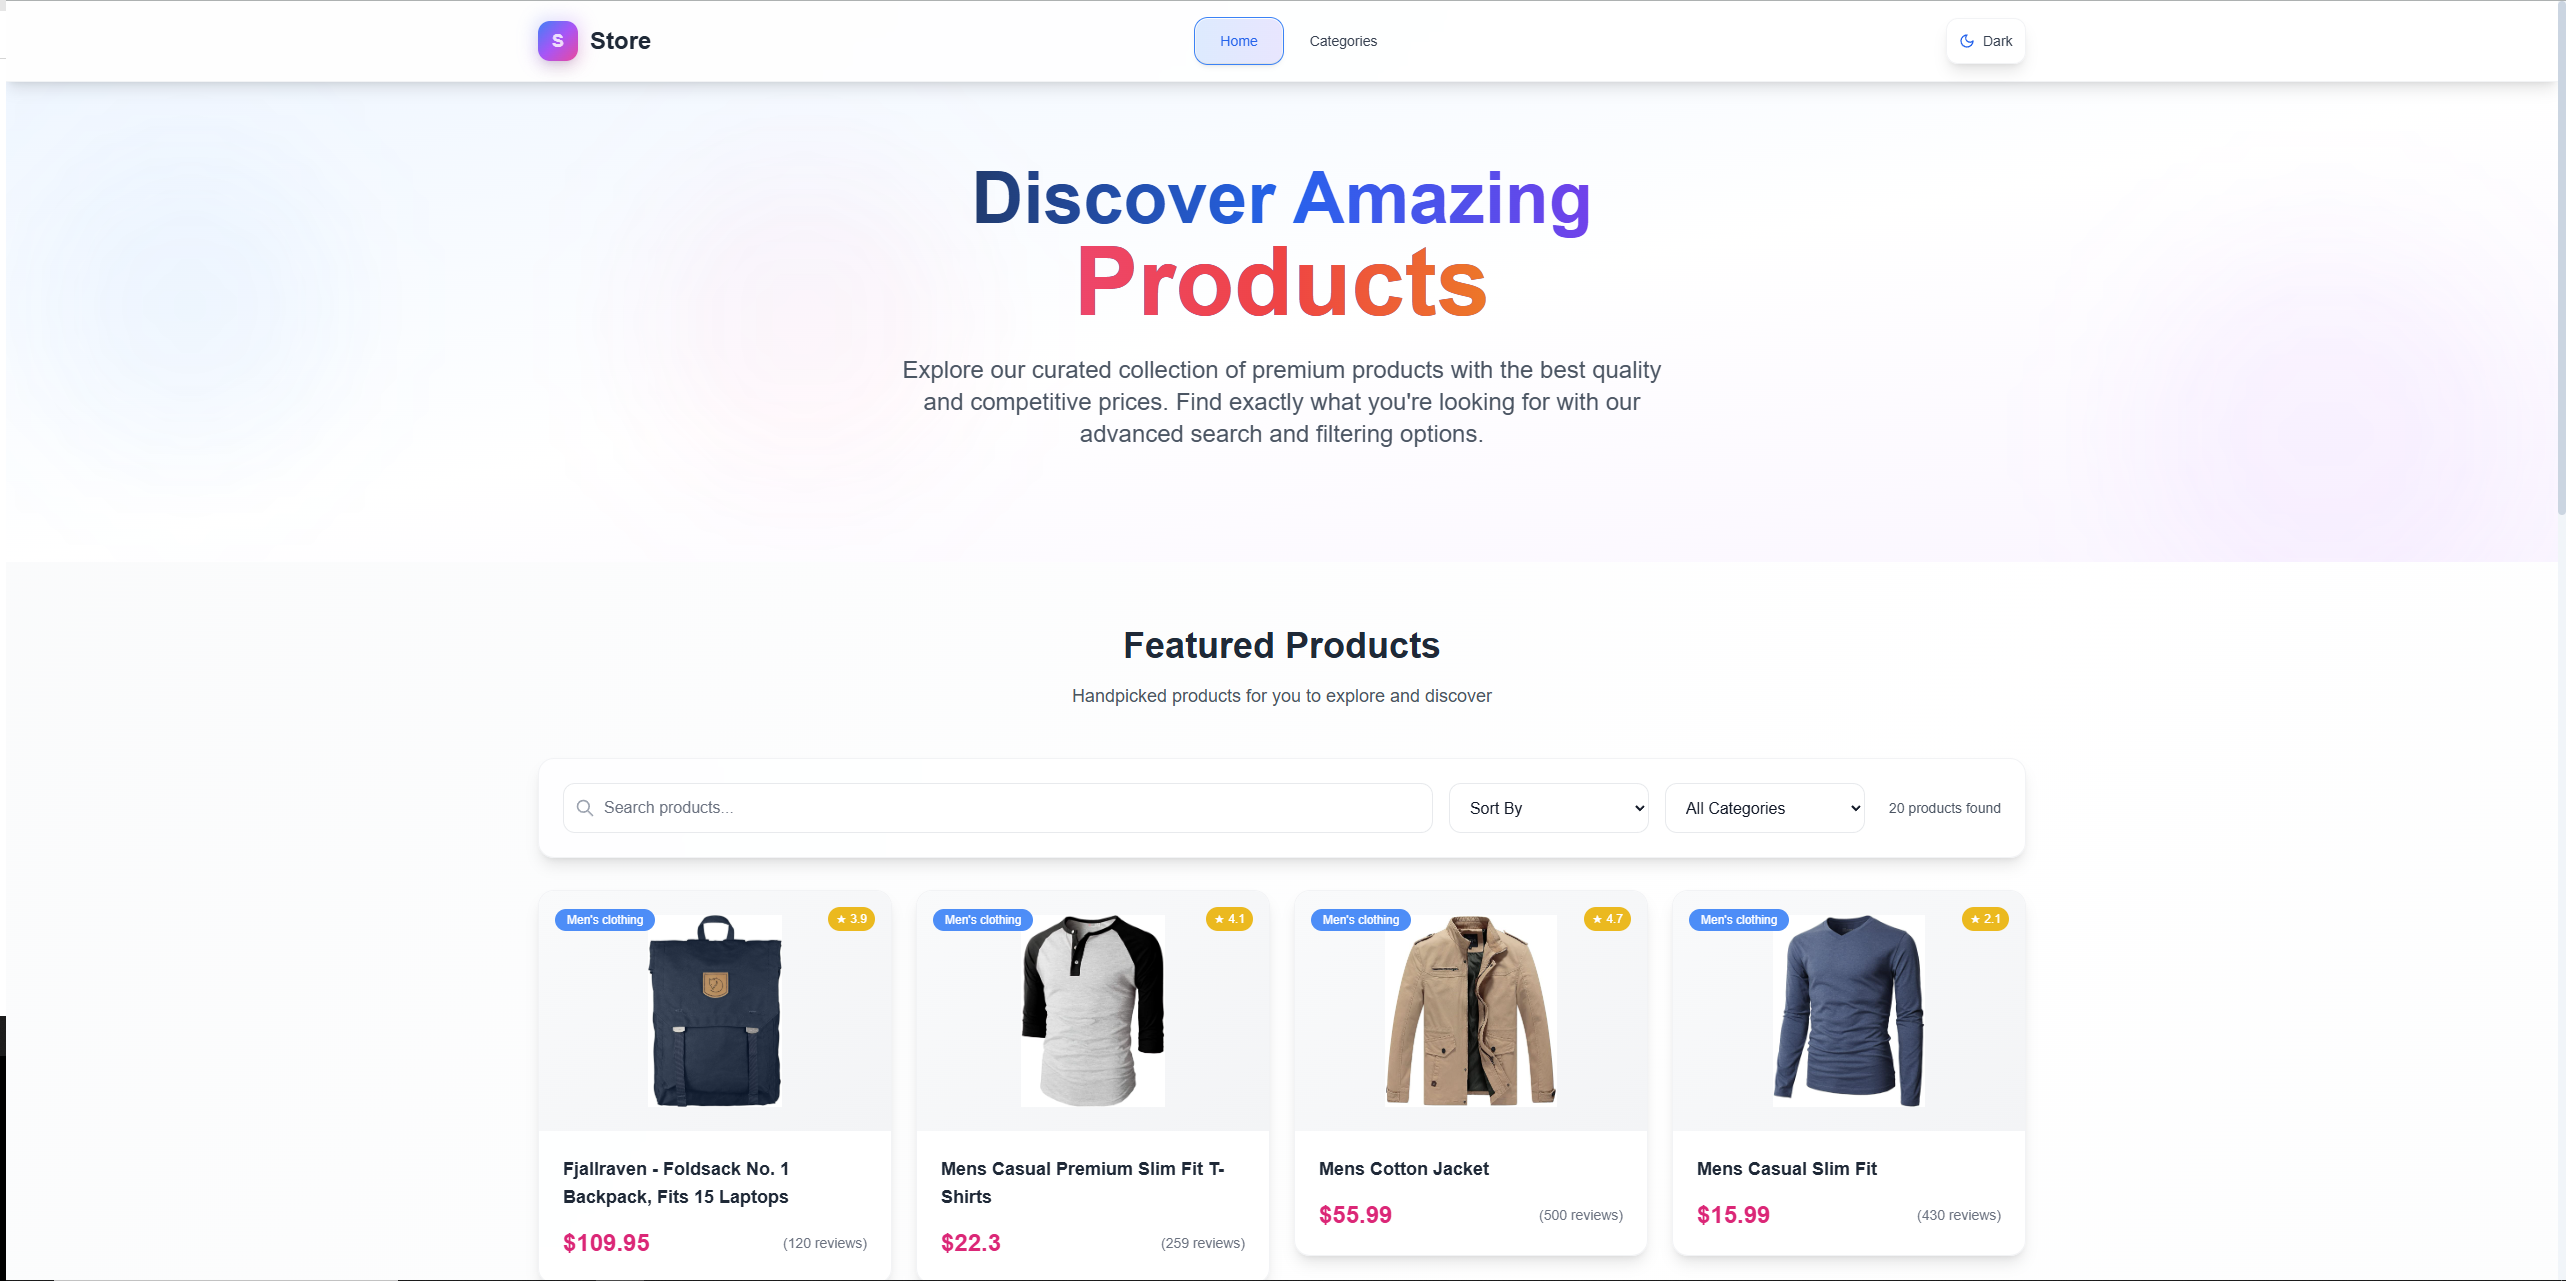 S Store
Home
Categories
Dark
Discover Amazing
Products
Explore our curated collection of premium products with the best quality
and competitive prices. Find exactly what you're looking for with our
advanced search and filtering options.
Featured Products
Handpicked products for you to explore and discover
Search products...
Sort By
All Categories
20 products found
Men's clothing
★ 3.9
Fjallraven - Foldsack No. 1
Backpack, Fits 15 Laptops
$109.95
(120 reviews)
Men's clothing
★ 4.1
Mens Casual Premium Slim Fit T-
Shirts
$22.3
(259 reviews)
Men's clothing
★ 4.7
Mens Cotton Jacket
$55.99
(500 reviews)
Men's clothing
★ 2.1
Mens Casual Slim Fit
$15.99
(430 reviews)